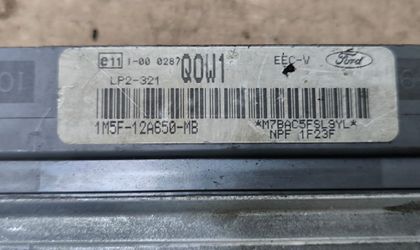 e11 1-00 0287 QOW1 EEC-V Ford
LP2-321
1M5F-12A650-MB *M7BAC5FSL9YL*
NPF 1F23F